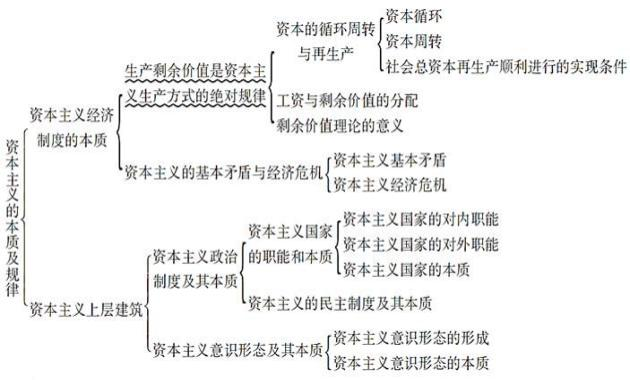 资本主义的本质及规律
资本主义经济
制度的本质
生产剩余价值是资本主
义生产方式的绝对规律
资本的循环周转
与再生产
资本循环
资本周转
社会总资本再生产顺利进行的实现条件
工资与剩余价值的分配
剩余价值理论的意义
资本主义的基本矛盾与经济危机
资本主义基本矛盾
资本主义经济危机
资本主义上层建筑
资本主义政治
制度及其本质
资本主义国家
的职能和本质
资本主义国家的对内职能
资本主义国家的对外职能
资本主义国家的本质
资本主义的民主制度及其本质
资本主义意识形态及其本质
资本主义意识形态的形成
资本主义意识形态的本质